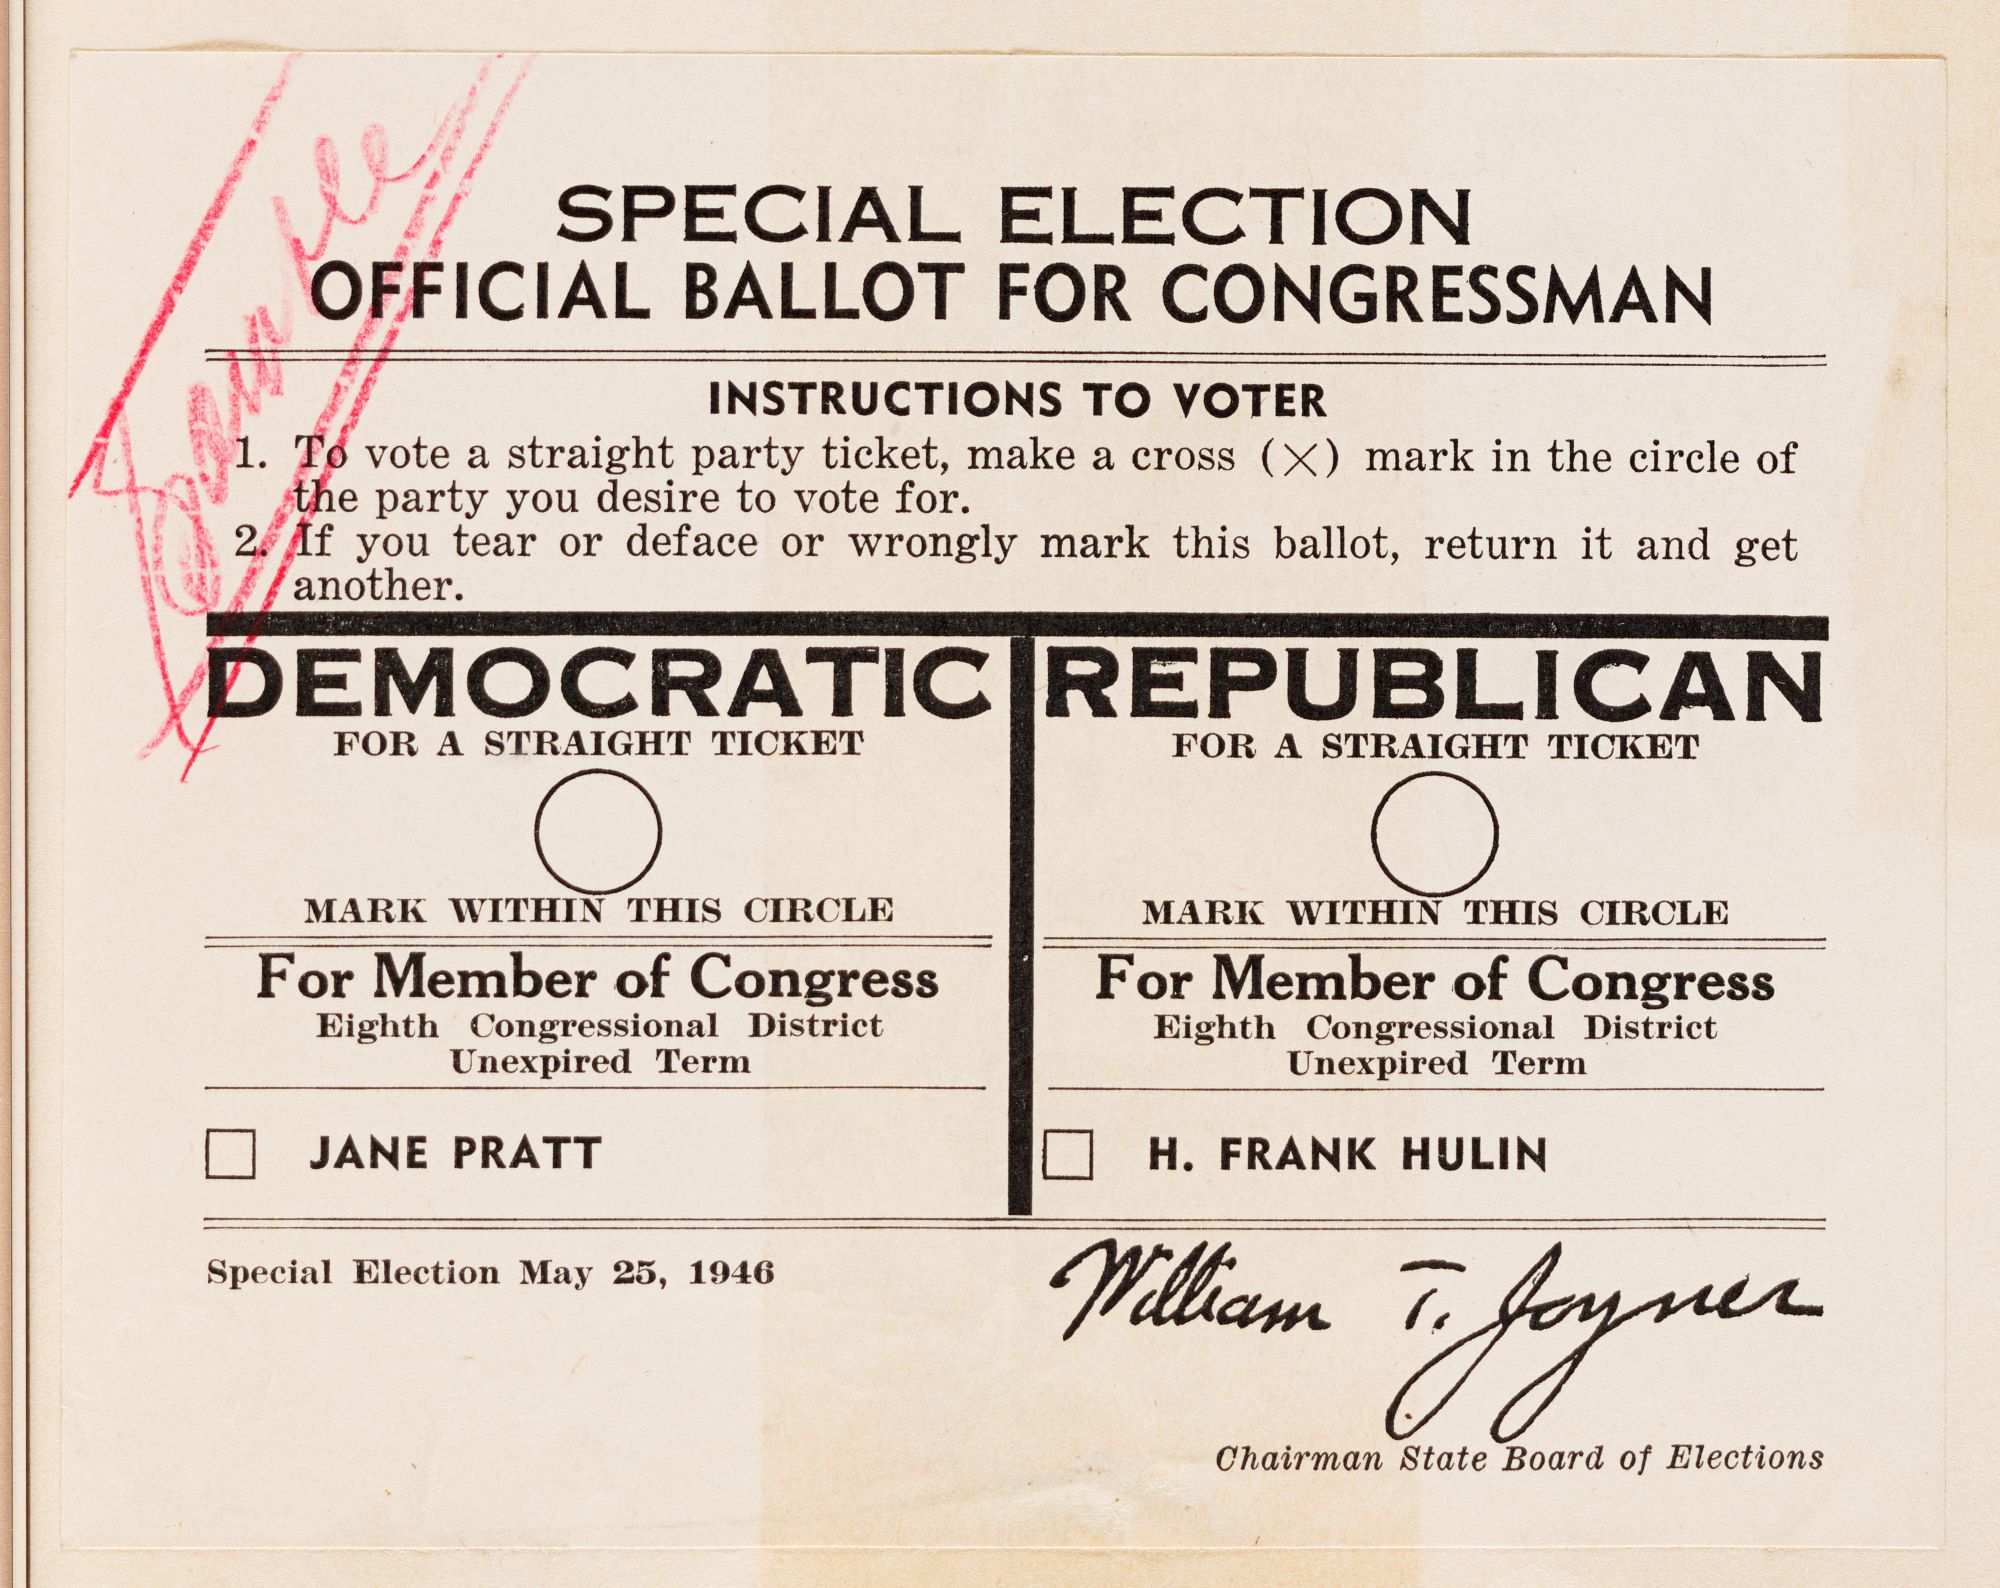 Sample
SPECIAL ELECTION
OFFICIAL BALLOT FOR CONGRESSMAN
INSTRUCTIONS TO VOTER
1. To vote a straight party ticket, make a cross (X) mark in the circle of
the party you desire to vote for.
2. If you tear or deface or wrongly mark this ballot, return it and get
another.
DEMOCRATIC
FOR A STRAIGHT TICKET
MARK WITHIN THIS CIRCLE
For Member of Congress
Eighth Congressional District
Unexpired Term
JANE PRATT
REPUBLICAN
FOR A STRAIGHT TICKET
MARK WITHIN THIS CIRCLE
For Member of Congress
Eighth Congressional District
Unexpired Term
H. FRANK HULIN
Special Election May 25, 1946
William T. Joyner
Chairman State Board of Elections